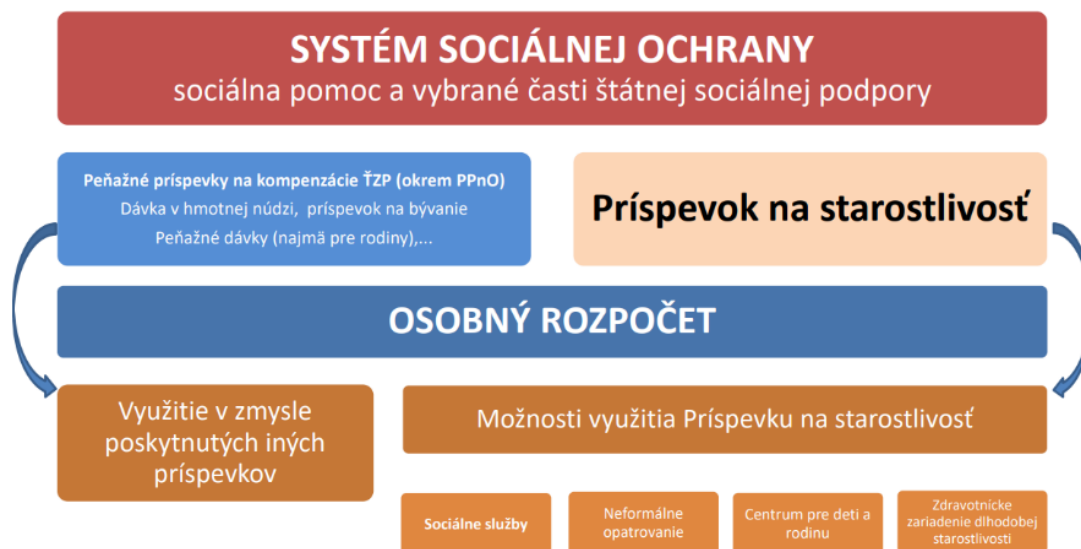 SYSTÉM SOCIÁLNEJ OCHRANY
sociálna pomoc a vybrané časti štátnej sociálnej podpory
Peňažné príspevky na kompenzácie ŤZP (okrem PPnO)
Dávka v hmotnej núdzi, príspevok na bývanie
Peňažné dávky (najmä pre rodiny),...
Príspevok na starostlivosť
OSOBNÝ ROZPOČET
Využitie v zmysle
poskytnutých iných
príspevkov
Možnosti využitia Príspevku na starostlivosť
Sociálne služby
Neformálne
opatrovanie
Centrum pre deti a
rodinu
Zdravotnícke
zariadenie dlhodobej
starostlivosti